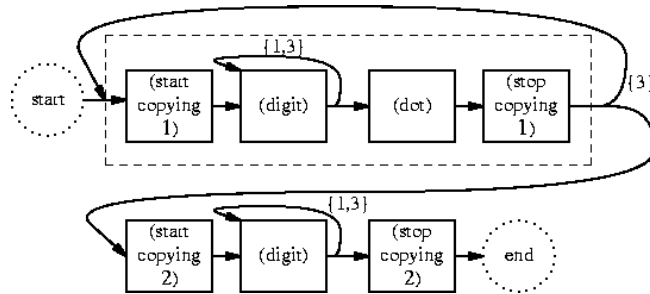 {1,3}
start
(start
copying
1)
(digit)
(dot)
(stop
copying
1)
{3}
{1,3}
(start
copying
2)
(digit)
(stop
copying
2)
end